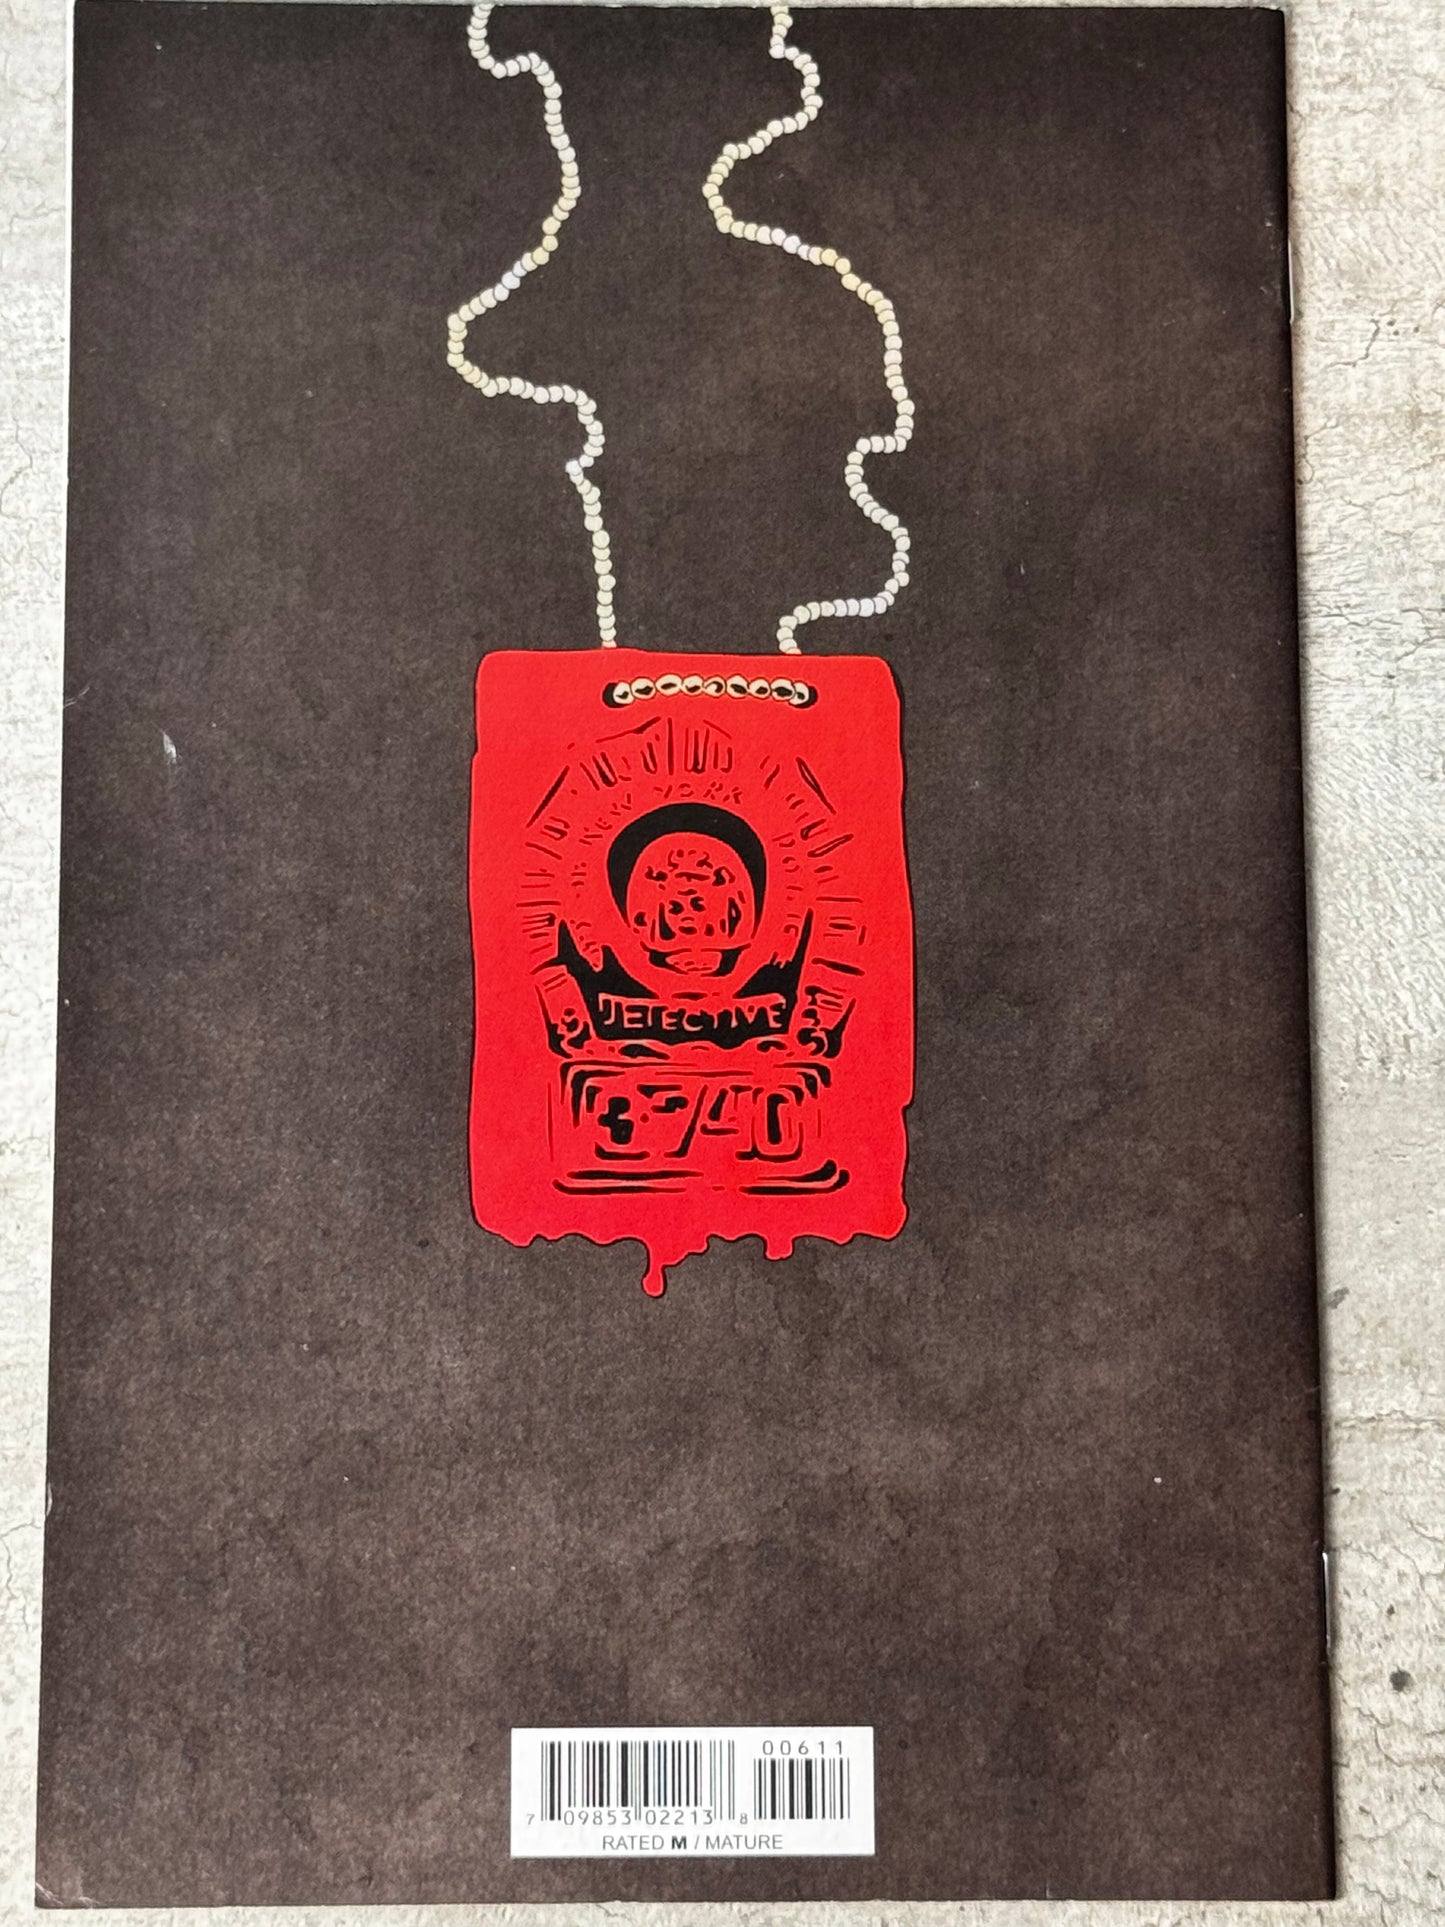 NEW YORK
DETECTIVE
3740
00611
7 09853 02213 8
RATED M / MATURE